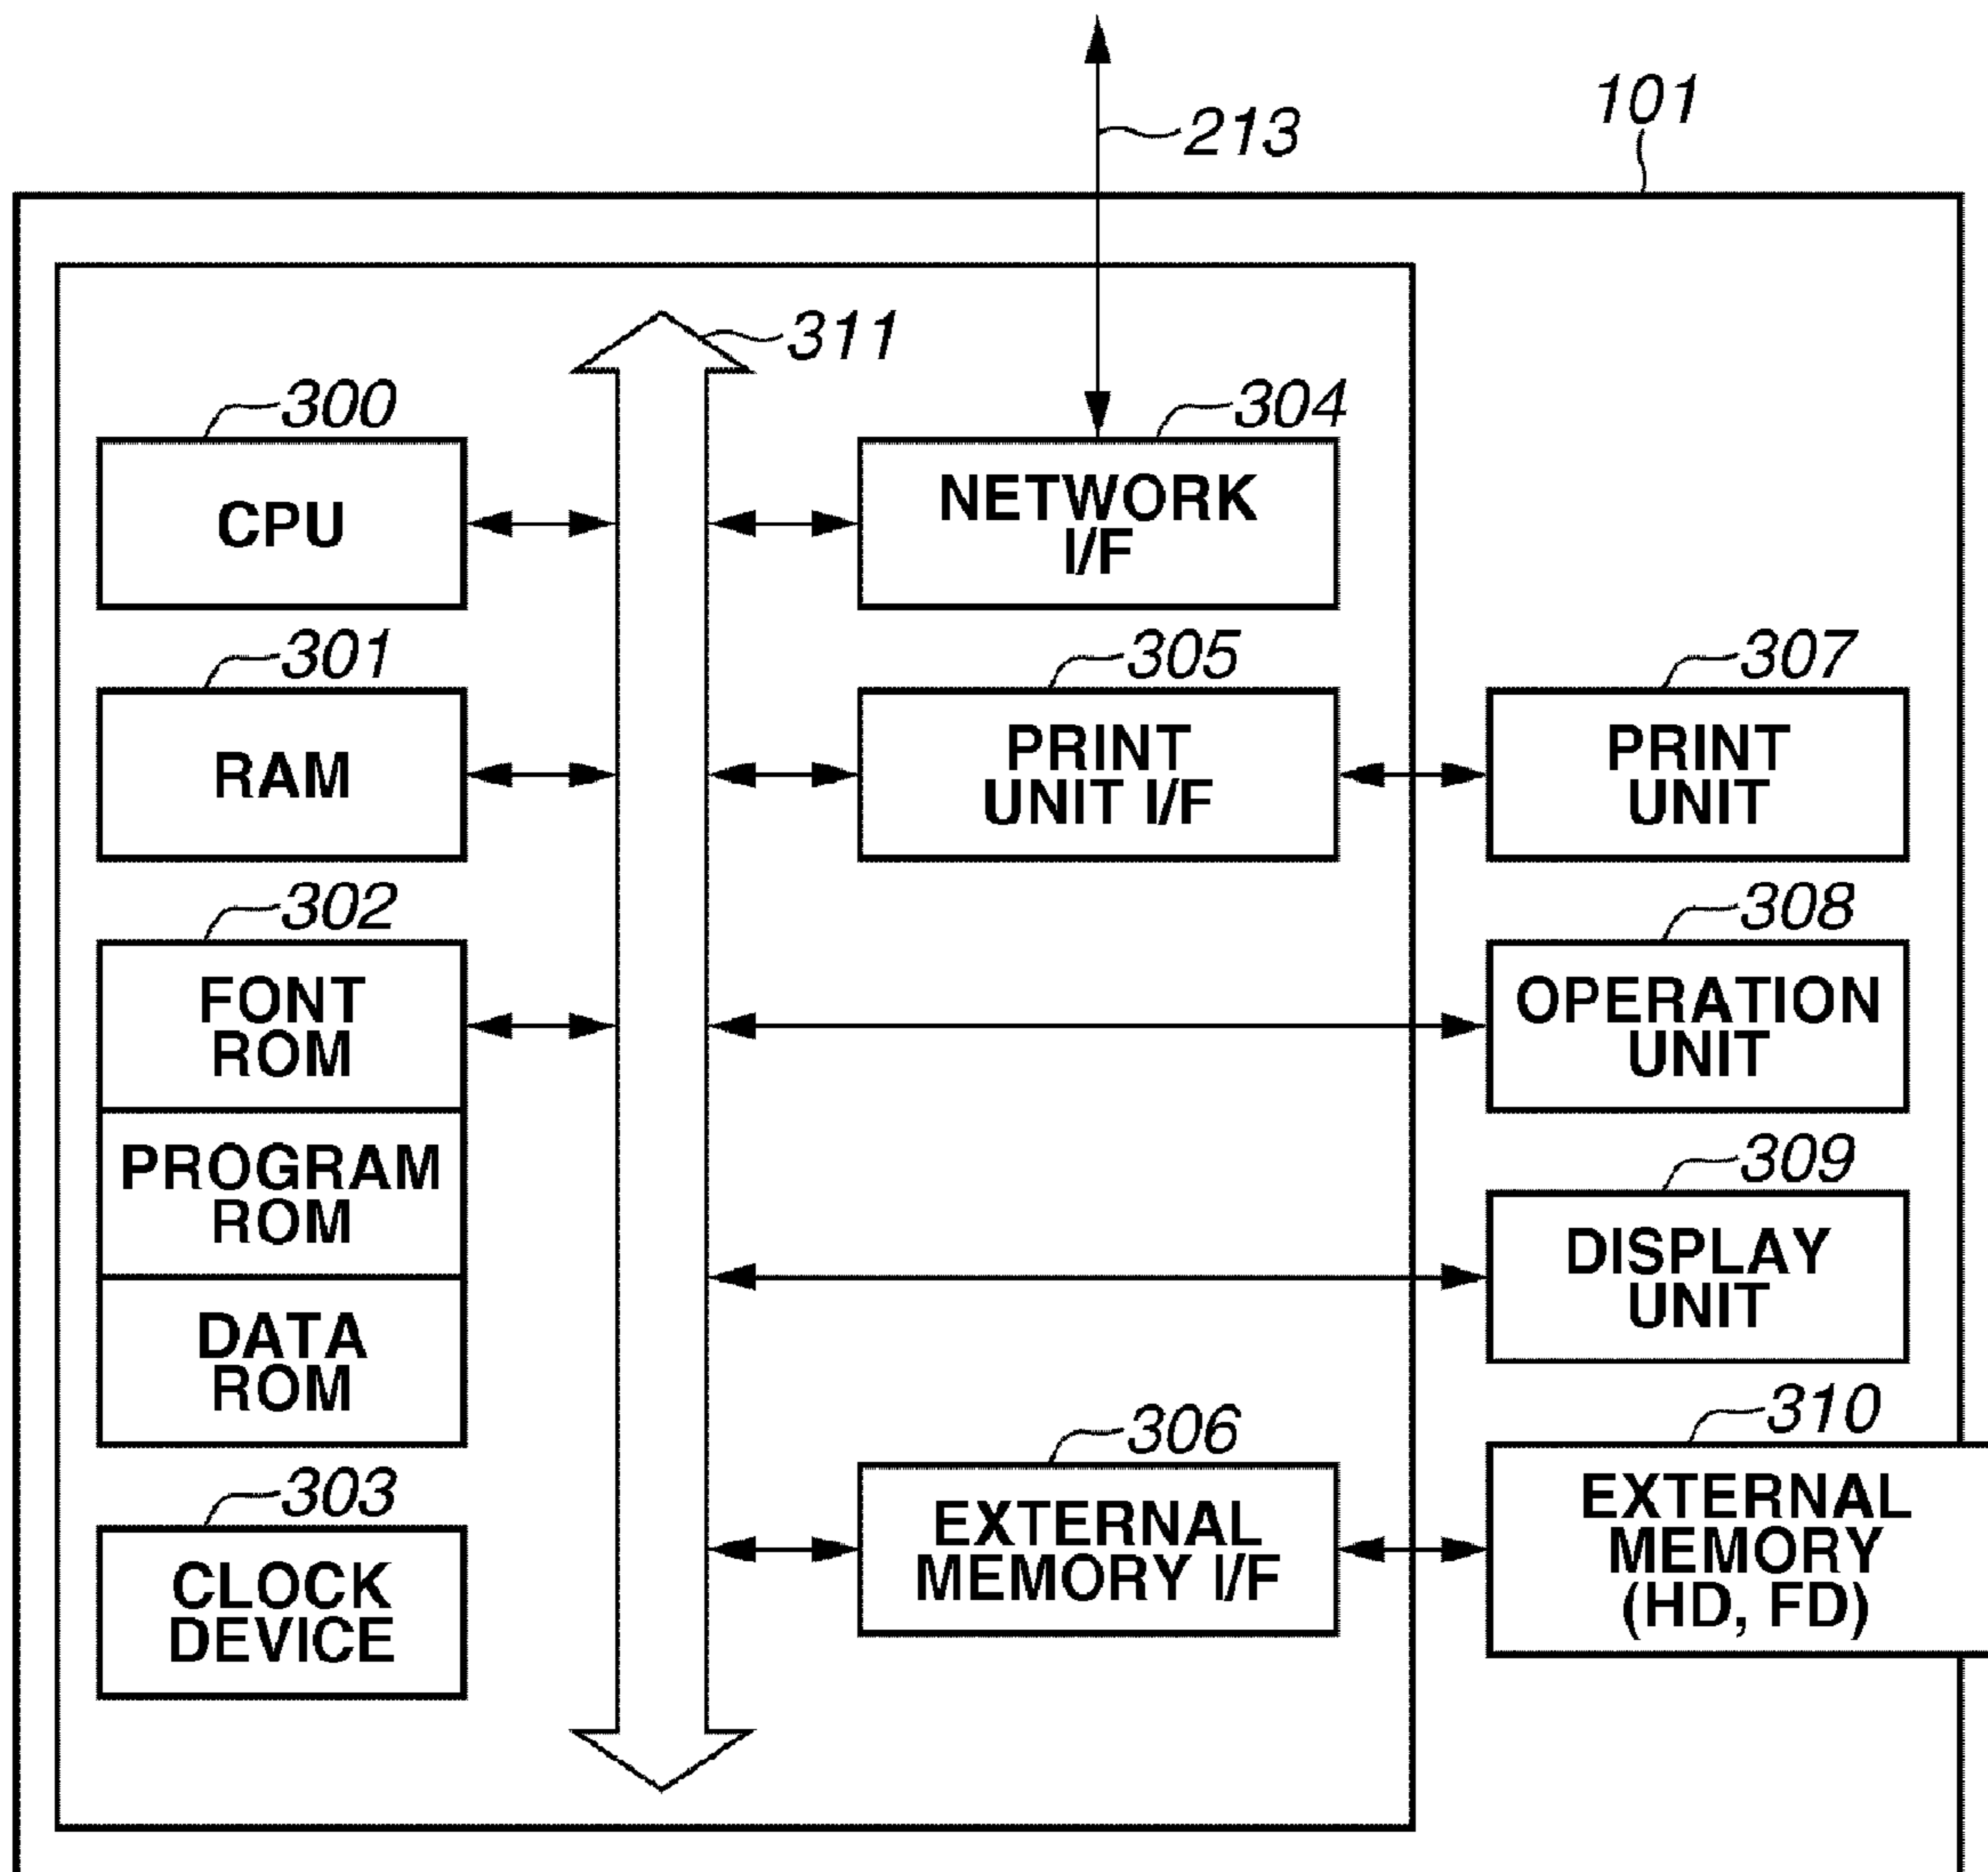 101
213
311
300
CPU
304
NETWORK
I/F
301
RAM
305
PRINT
UNIT I/F
307
PRINT
UNIT
302
FONT
ROM
PROGRAM
ROM
DATA
ROM
308
OPERATION
UNIT
309
DISPLAY
UNIT
303
CLOCK
DEVICE
306
EXTERNAL
MEMORY I/F
310
EXTERNAL
MEMORY
(HD, FD)